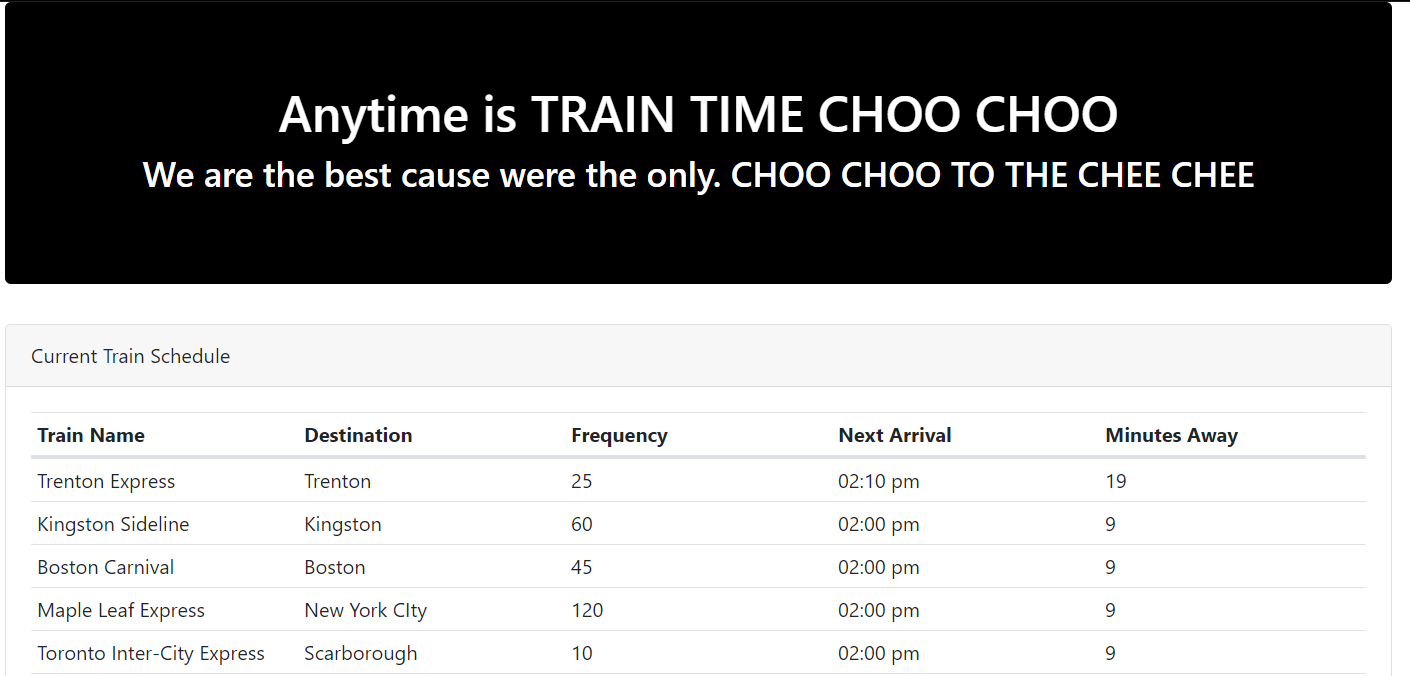 Anytime is TRAIN TIME CHOO CHOO
We are the best cause were the only. CHOO CHOO TO THE CHEE CHEE
Current Train Schedule
Train Name Destination Frequency Next Arrival Minutes Away
Trenton Express Trenton 25 02:10 pm 19
Kingston Sideline Kingston 60 02:00 pm 9
Boston Carnival Boston 45 02:00 pm 9
Maple Leaf Express New York CIty 120 02:00 pm 9
Toronto Inter-City Express Scarborough 10 02:00 pm 9